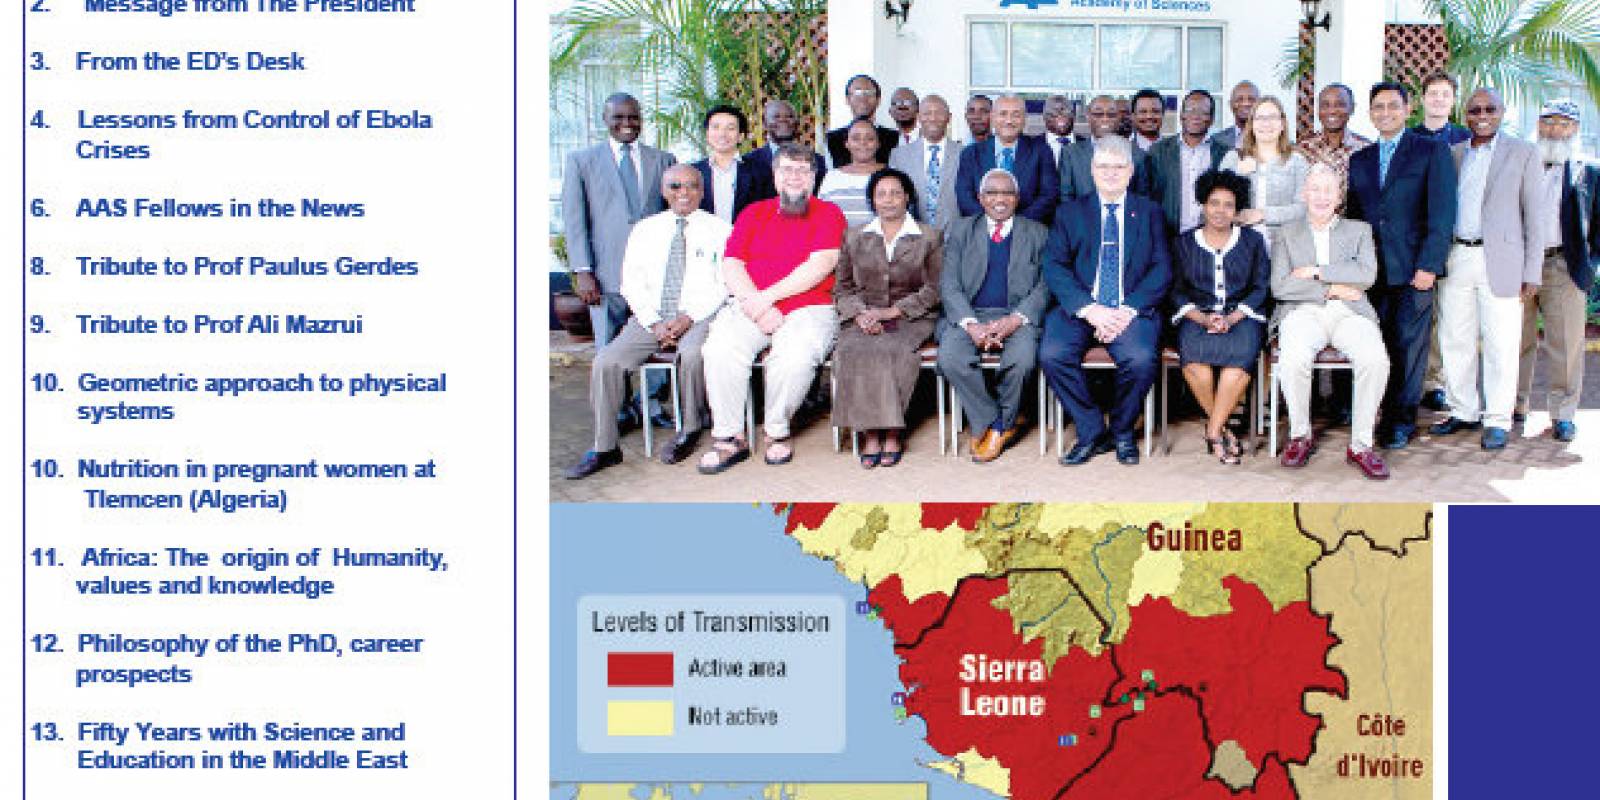 2. Message from The President
3. From the ED's Desk
4. Lessons from Control of Ebola
Crises
6. AAS Fellows in the News
8. Tribute to Prof Paulus Gerdes
9. Tribute to Prof Ali Mazrui
10. Geometric approach to physical
systems
10. Nutrition in pregnant women at
Tlemcen (Algeria)
11. Africa: The origin of Humanity,
values and knowledge
12. Philosophy of the PhD, career
prospects
13. Fifty Years with Science and
Education in the Middle East
Academy of Sciences
Guinea
Levels of Transmission
Active area
Not active
Sierra
Leone
Côte
d'Ivoire